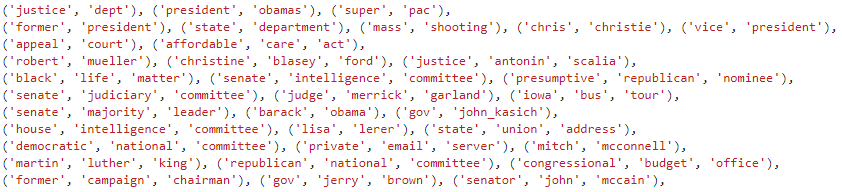 ('justice', 'dept'), ('president', 'obamas'), ('super', 'pac'),
('former', 'president'), ('state', 'department'), ('mass', 'shooting'), ('chris', 'christie'), ('vice', 'president'),
('appeal', 'court'), ('affordable', 'care', 'act'),
('robert', 'mueller'), ('christine', 'blasey', 'ford'), ('justice', 'antonin', 'scalia'),
('black', 'life', 'matter'), ('senate', 'intelligence', 'committee'), ('presumptive', 'republican', 'nominee'),
('senate', 'judiciary', 'committee'), ('judge', 'merrick', 'garland'), ('iowa', 'bus', 'tour'),
('senate', 'majority', 'leader'), ('barack', 'obama'), ('gov', 'john_kasich'),
('house', 'intelligence', 'committee'), ('lisa', 'lerer'), ('state', 'union', 'address'),
('democratic', 'national', 'committee'), ('private', 'email', 'server'), ('mitch', 'mcconnell'),
('martin', 'luther', 'king'), ('republican', 'national', 'committee'), ('congressional', 'budget', 'office'),
('former', 'campaign', 'chairman'), ('gov', 'jerry', 'brown'), ('senator', 'john', 'mccain'),